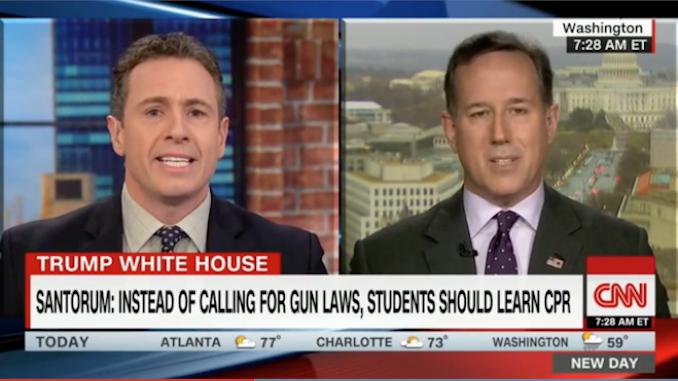 Washington
7:28 AM ET
TRUMP WHITE HOUSE
SANTORUM: INSTEAD OF CALLING FOR GUN LAWS, STUDENTS SHOULD LEARN CPR
CNN
7:28 AM ET
TODAY ATLANTA 77° CHARLOTTE 73° WASHINGTON 59°
NEW DAY